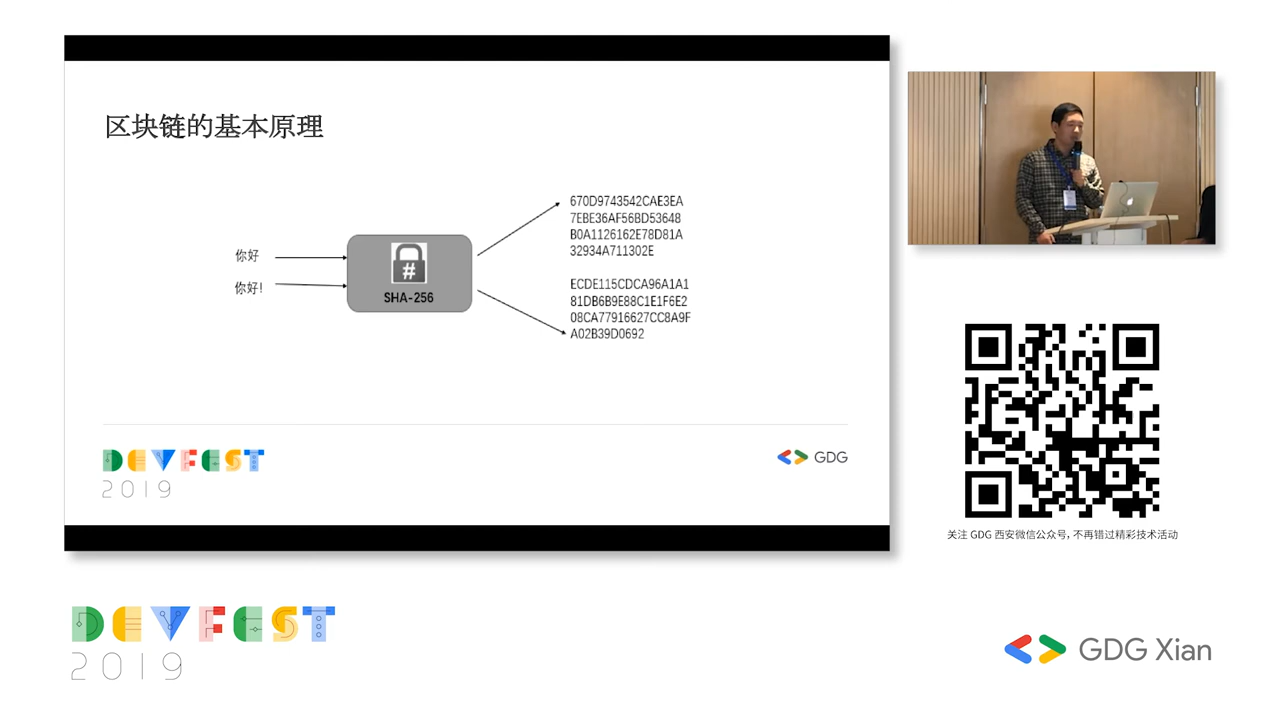 区块链的基本原理
你好
你好!
#
SHA-256
670D9743542CAE3EA
7EBE36AF56BD53648
B0A1126162E78D81A
32934A711302E
ECDE115CDCA96A1A1
81DB6B9E88C1E1F6E2
08CA77916627CC8A9F
A02B39D0692
DEVFEST
2019
GDG
关注 GDG 西安微信公众号, 不再错过精彩技术活动
DEVFEST
2019
GDG Xian